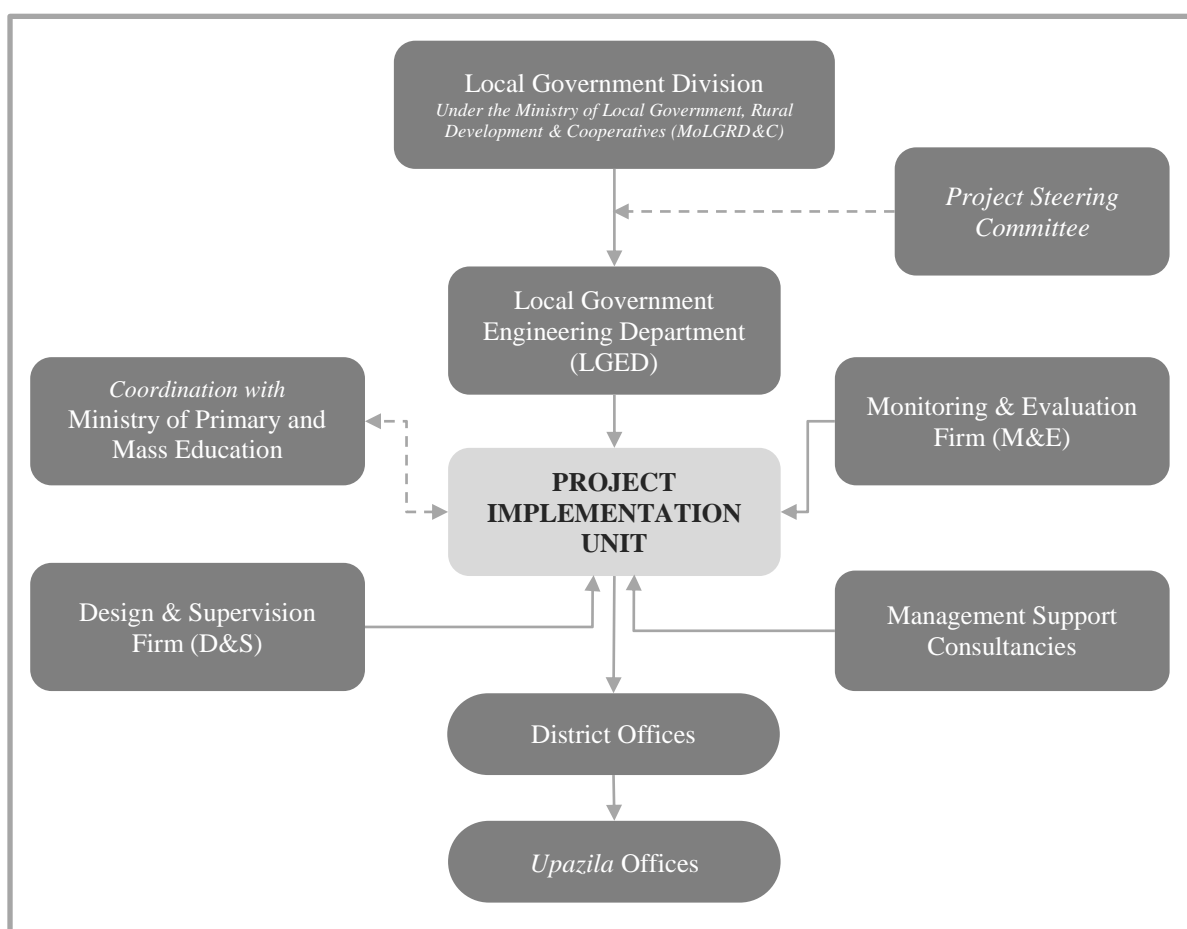 Local Government Division
Under the Ministry of Local Government, Rural
Development & Cooperatives (MoLGRD&C)
Project Steering
Committee
Local Government
Engineering Department
(LGED)
Coordination with
Ministry of Primary and
Mass Education
Monitoring & Evaluation
Firm (M&E)
PROJECT
IMPLEMENTATION
UNIT
Design & Supervision
Firm (D&S)
Management Support
Consultancies
District Offices
Upazila Offices